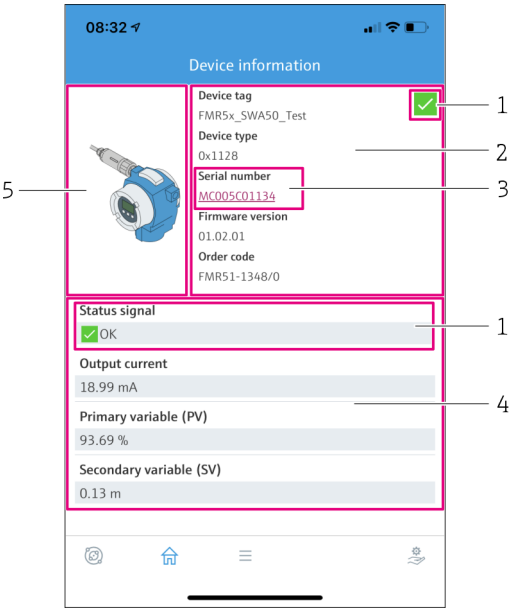 08:32
Device information
Device tag
FMR5x_SWA50_Test
1
Device type
0x1128
2
Serial number
MC005C01134
3
5
Firmware version
01.02.01
Order code
FMR51-1348/0
Status signal
OK
1
Output current
18.99 mA
4
Primary variable (PV)
93.69 %
Secondary variable (SV)
0.13 m